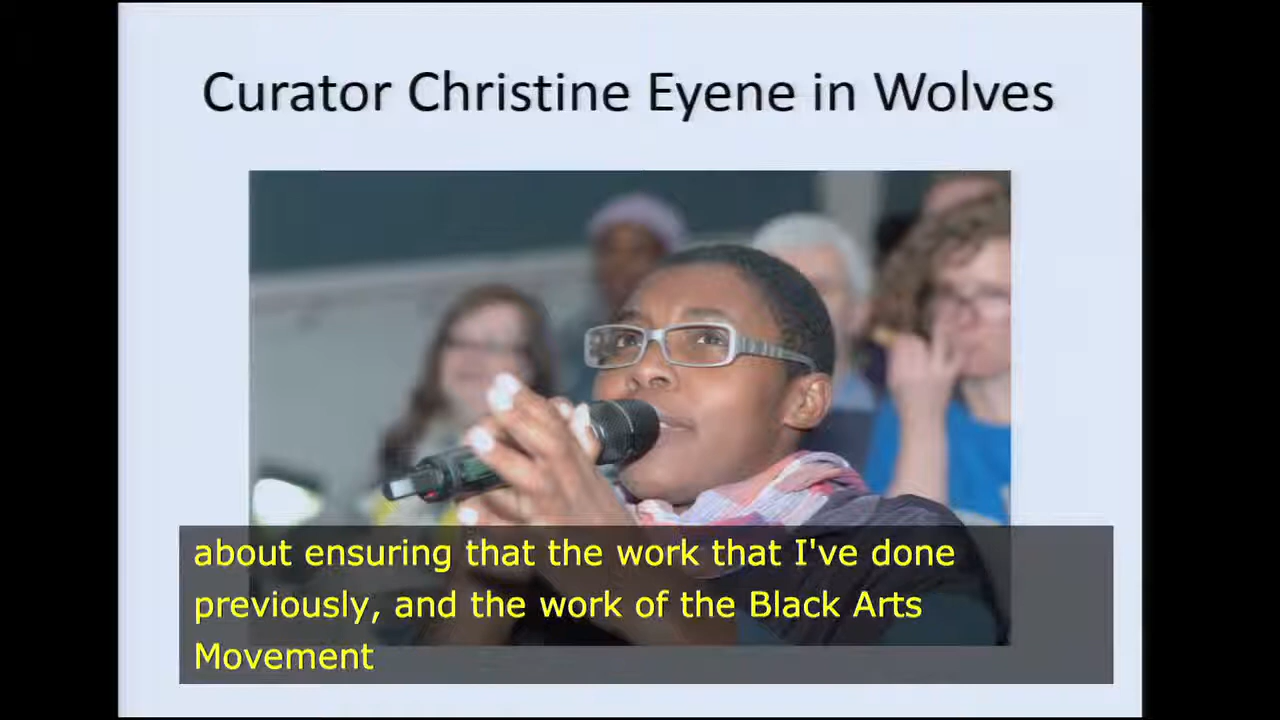 Curator Christine Eyene in Wolves
about ensuring that the work that I've done
previously, and the work of the Black Arts
Movement